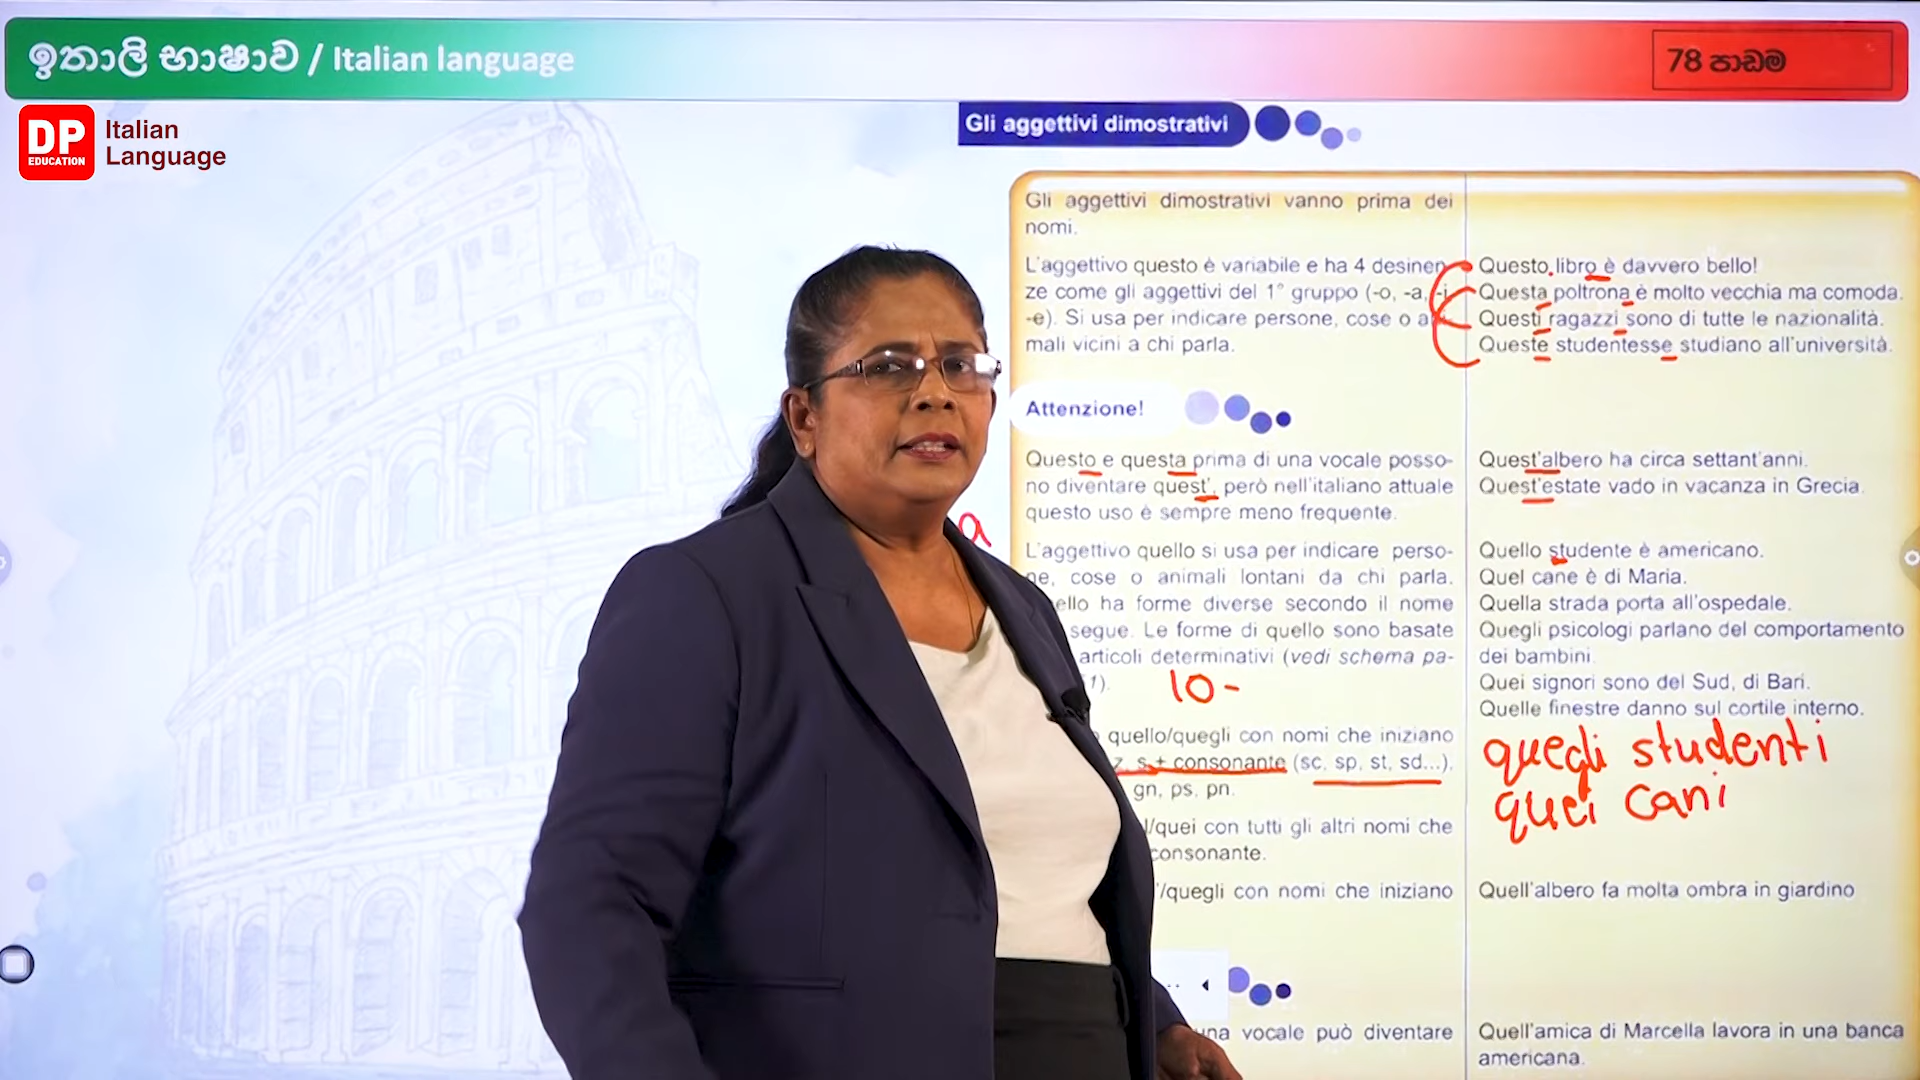 ඉතාලි භාෂාව / Italian language
78 පාඩම
DP
EDUCATION
Italian
Language
Gli aggettivi dimostrativi
Gli aggettivi dimostrativi vanno prima dei
nomi.
L'aggettivo questo è variabile e ha 4 desinen
ze come gli aggettivi del 1° gruppo (-o, -a, -i
-e). Si usa per indicare persone, cose o a
mali vicini a chi parla.
Questo libro è davvero bello!
Questa poltrona è molto vecchia ma comoda.
Questi ragazzi sono di tutte le nazionalità.
Queste studentesse studiano all'università.
Attenzione!
Questo e questa prima di una vocale posso-
no diventare quest', però nell'italiano attuale
questo uso è sempre meno frequente.
Quest'albero ha circa settant'anni.
Quest'estate vado in vacanza in Grecia.
a
L'aggettivo quello si usa per indicare perso-
ne, cose o animali lontani da chi parla.
ello ha forme diverse secondo il nome
segue. Le forme di quello sono basate
articoli determinativi (vedi schema pa-
1).
lo -
Quello studente è americano.
Quel cane è di Maria.
Quella strada porta all'ospedale.
Quegli psicologi parlano del comportamento
dei bambini.
Quei signori sono del Sud, di Bari.
Quelle finestre danno sul cortile interno.
quegli studenti
quei cani
quello/quegli con nomi che iniziano
z, s + consonante (sc, sp, st, sd...),
gn, ps, pn.
l/quei con tutti gli altri nomi che
consonante.
'/quegli con nomi che iniziano
Quell'albero fa molta ombra in giardino
una vocale può diventare
Quell'amica di Marcella lavora in una banca
americana.